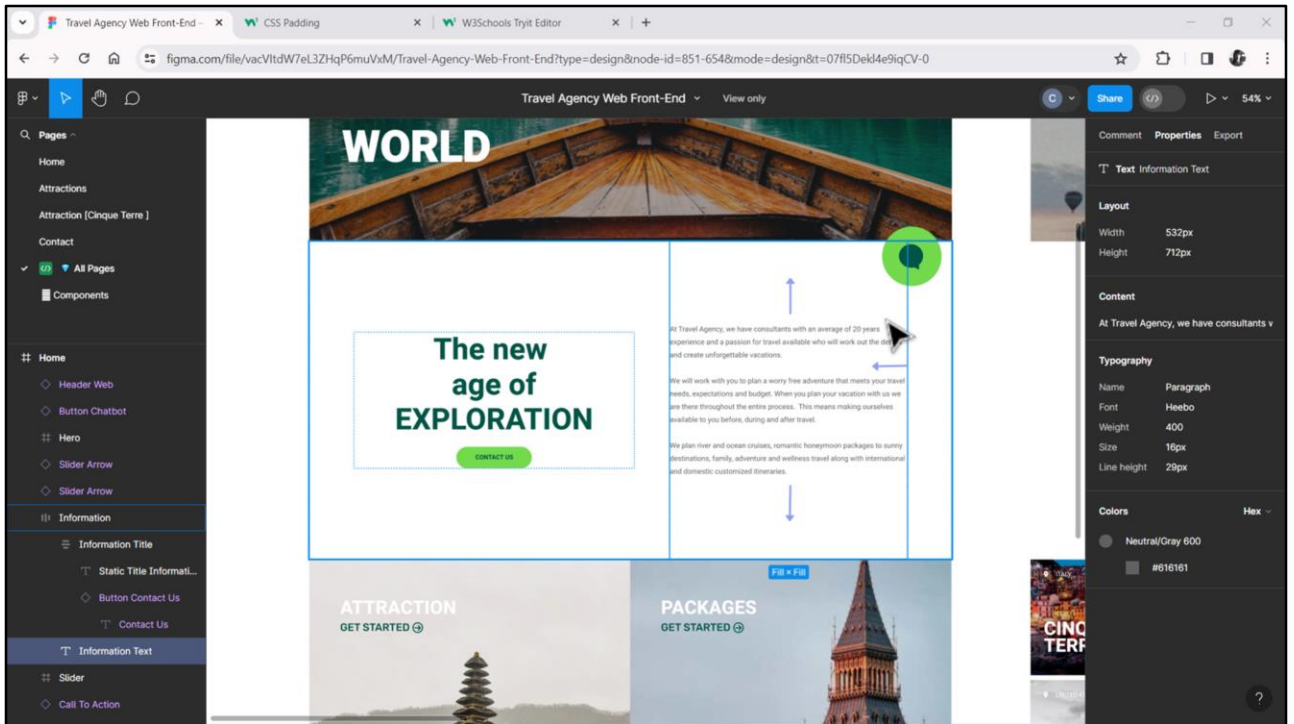 Travel Agency Web Front-End -
CSS Padding
W3Schools Tryit Editor
figma.com/file/vacVItdW7eL3ZHqP6muVxM/Travel-Agency-Web-Front-End?type=design&node-id=851-654&mode=design&t=07fl5Dekl4e9iqCV-0
Travel Agency Web Front-End
View only
C
Share
54%
Pages
Home
Attractions
Attraction [Cinque Terre ]
Contact
All Pages
Components
Home
Header Web
Button Chatbot
Hero
Slider Arrow
Slider Arrow
Information
Information Title
Static Title Informati...
Button Contact Us
Contact Us
Information Text
Slider
Call To Action
WORLD
The new
age of
EXPLORATION
CONTACT US
At Travel Agency, we have consultants with an average of 20 years
experience and a passion for travel available who will work out the
and create unforgettable vacations.
We will work with you to plan a worry free adventure that meets your travel
needs, expectations and budget. When you plan your vacation with us we
are there throughout the entire process. This means making ourselves
available to you before, during and after travel.
We plan river and ocean cruises, romantic honeymoon packages to sunny
destinations, family, adventure and wellness travel along with international
and domestic customized itineraries.
Fill × Fill
ATTRACTION
GET STARTED
PACKAGES
GET STARTED
ITALY
CINQ
TERR
Comment Properties Export
Text Information Text
Layout
Width 532px
Height 712px
Content
At Travel Agency, we have consultants v
Typography
Name Paragraph
Font Heebo
Weight 400
Size 16px
Line height 29px
Colors Hex
Neutral/Gray 600
#616161
?